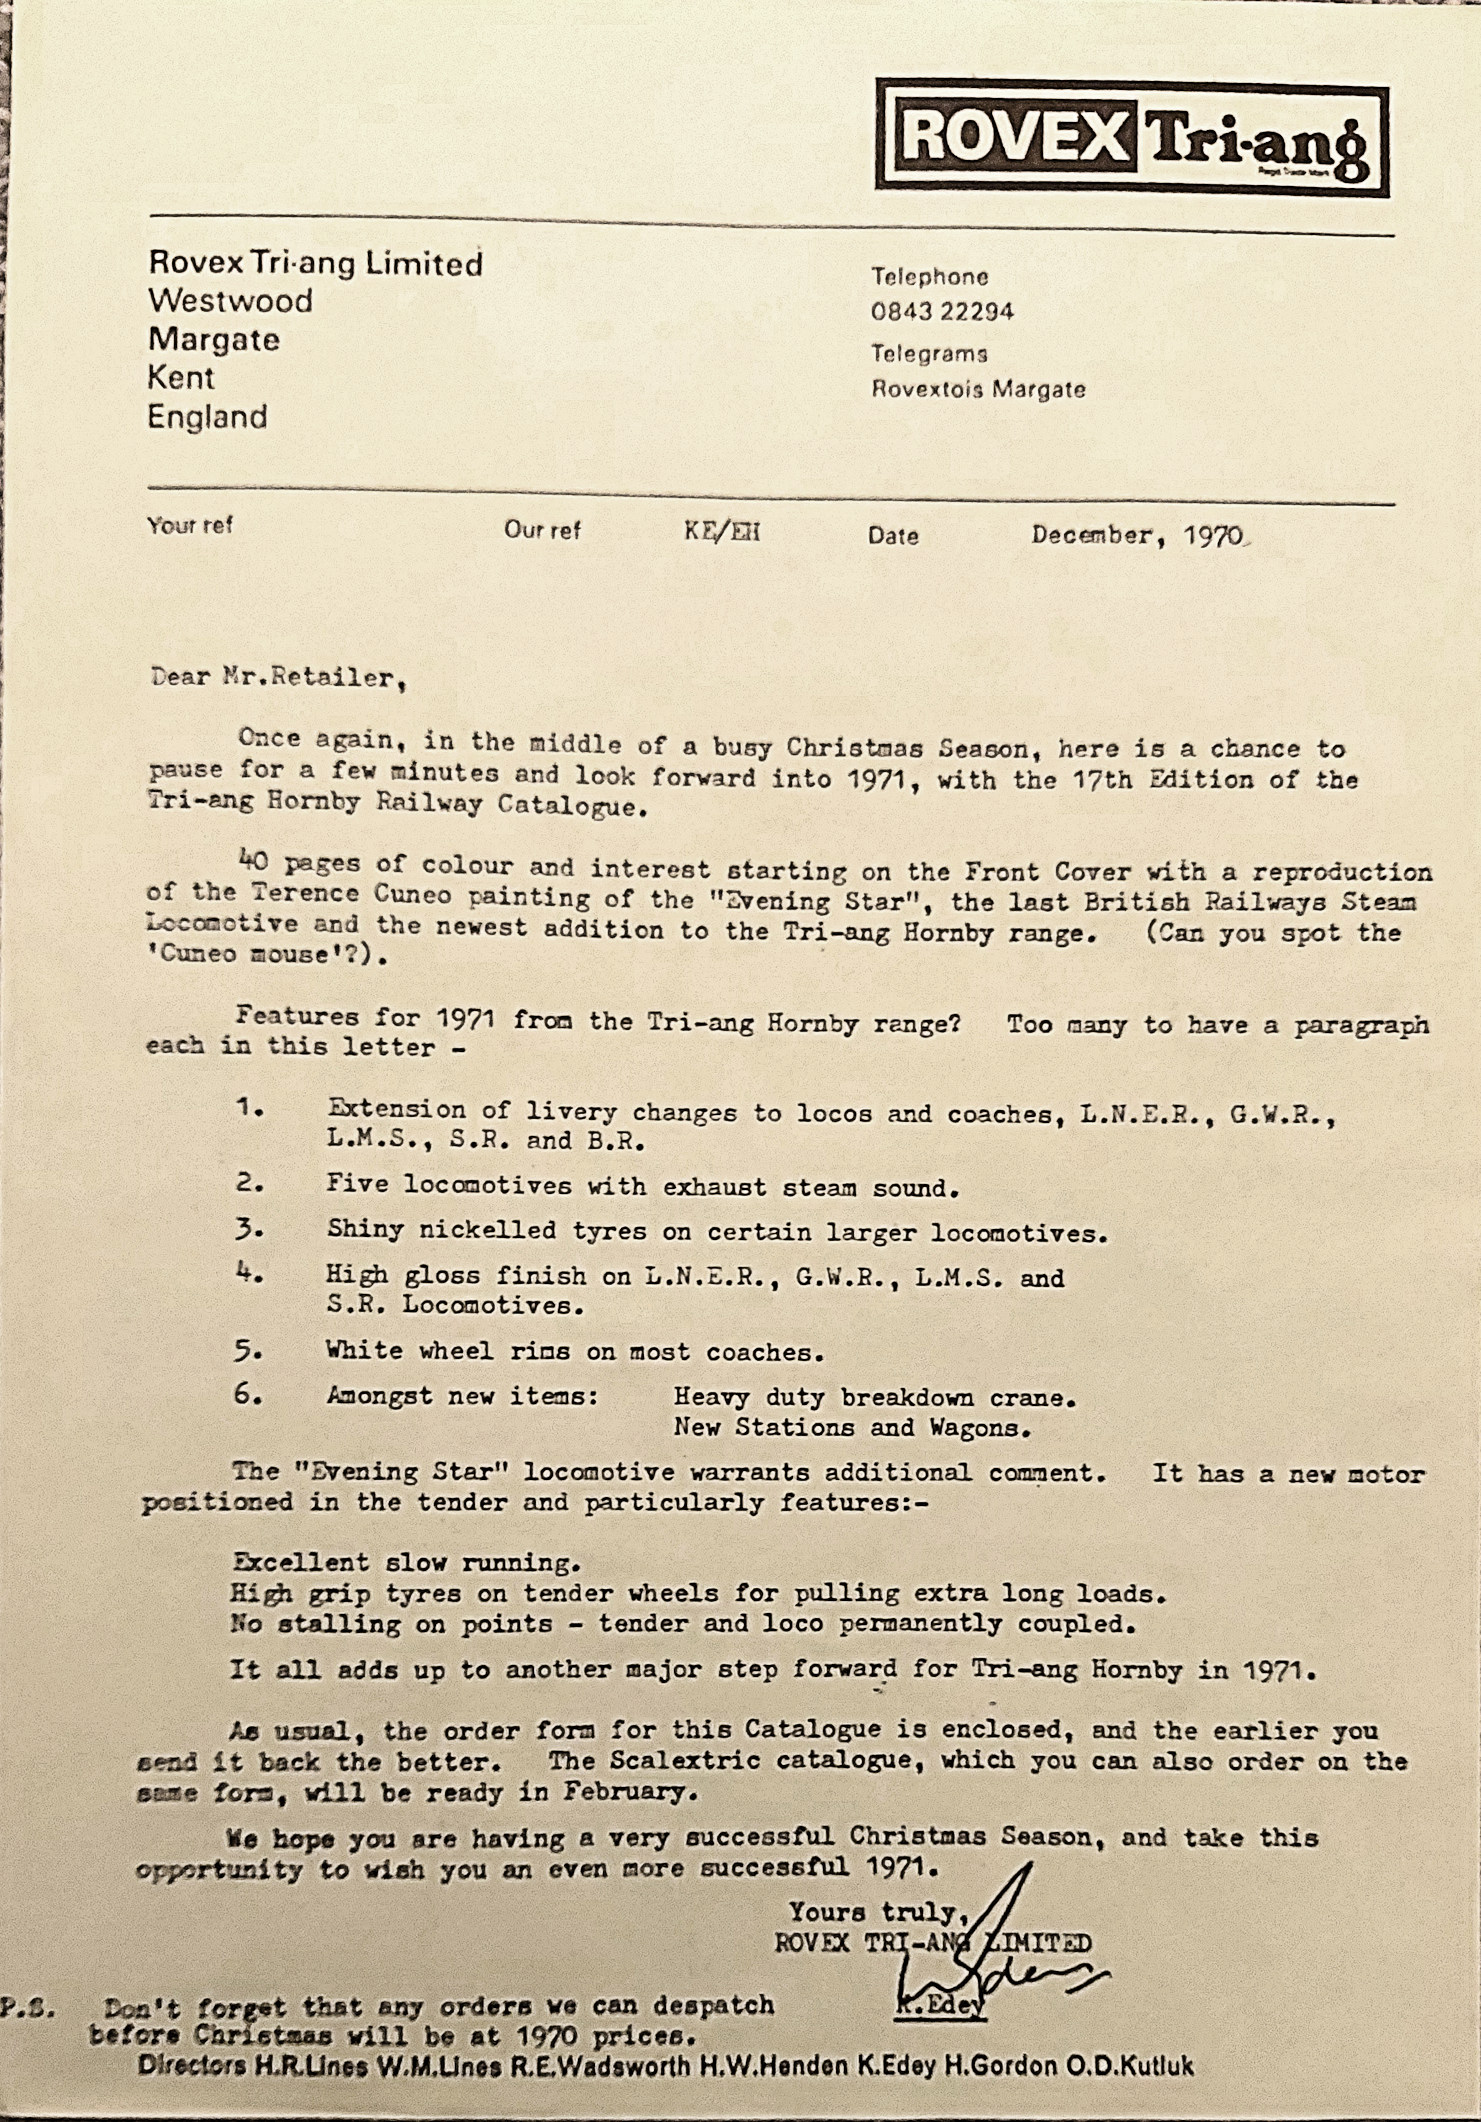 ROVEX Tri-ang
Regd Trade Mark
Rovex Tri-ang Limited
Westwood
Margate
Kent
England
Telephone
0843 22294
Telegrams
Rovextois Margate
Your ref Our ref KE/EH Date December, 1970.
Dear Mr.Retailer,
Once again, in the middle of a busy Christmas Season, here is a chance to
pause for a few minutes and look forward into 1971, with the 17th Edition of the
Tri-ang Hornby Railway Catalogue.
40 pages of colour and interest starting on the Front Cover with a reproduction
of the Terence Cuneo painting of the "Evening Star", the last British Railways Steam
Locomotive and the newest addition to the Tri-ang Hornby range. (Can you spot the
'Cuneo mouse'?).
Features for 1971 from the Tri-ang Hornby range? Too many to have a paragraph
each in this letter -
1. Extension of livery changes to locos and coaches, L.N.E.R., G.W.R.,
L.M.S., S.R. and B.R.
2. Five locomotives with exhaust steam sound.
3. Shiny nickelled tyres on certain larger locomotives.
4. High gloss finish on L.N.E.R., G.W.R., L.M.S. and
S.R. Locomotives.
5. White wheel rims on most coaches.
6. Amongst new items: Heavy duty breakdown crane.
New Stations and Wagons.
The "Evening Star" locomotive warrants additional comment. It has a new motor
positioned in the tender and particularly features:-
Excellent slow running.
High grip tyres on tender wheels for pulling extra long loads.
No stalling on points - tender and loco permanently coupled.
It all adds up to another major step forward for Tri-ang Hornby in 1971.
As usual, the order form for this Catalogue is enclosed, and the earlier you
send it back the better. The Scalextric catalogue, which you can also order on the
same form, will be ready in February.
We hope you are having a very successful Christmas Season, and take this
opportunity to wish you an even more successful 1971.
Yours truly,
ROVEX TRI-ANG LIMITED
K.Edey
P.S. Don't forget that any orders we can despatch
before Christmas will be at 1970 prices.
Directors H.R.Lines W.M.Lines R.E.Wadsworth H.W.Henden K.Edey H.Gordon O.D.Kutluk